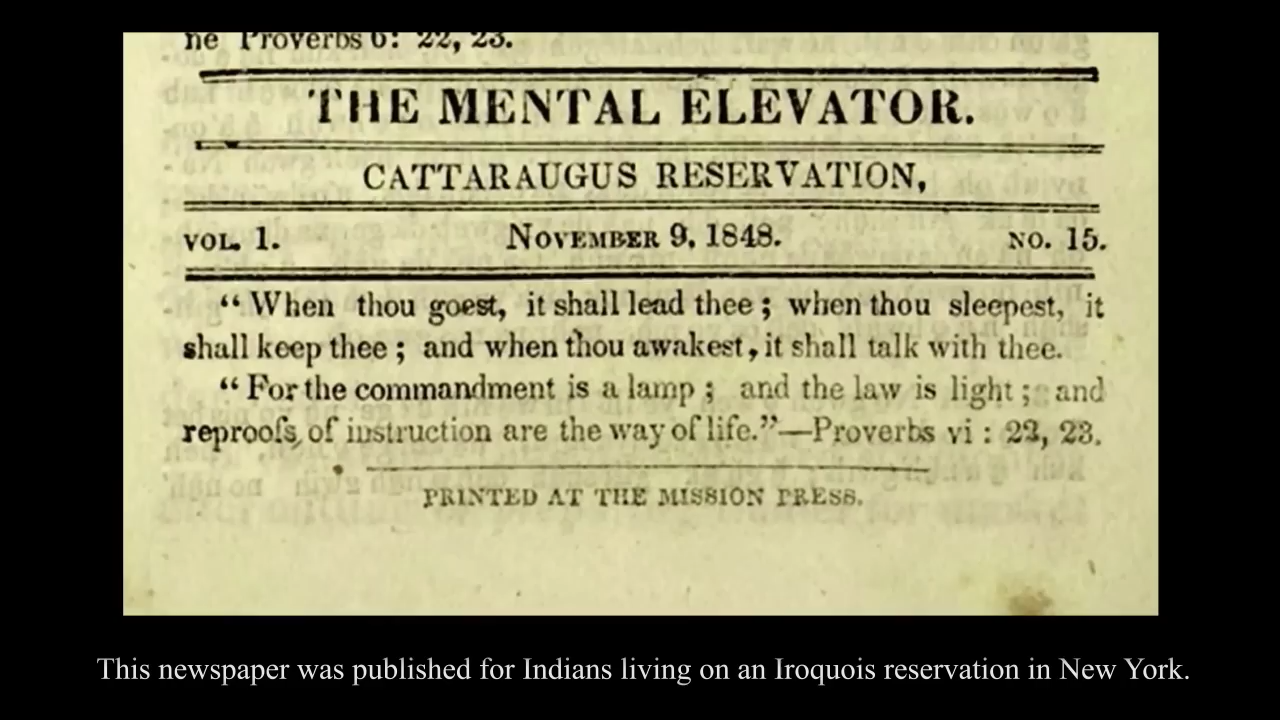 ne Proverbs 6: 22, 23.
THE MENTAL ELEVATOR.
CATTARAUGUS RESERVATION,
VOL. 1. NOVEMBER 9, 1848. NO. 15.
“ When thou goest, it shall lead thee ; when thou sleepest, it
shall keep thee ; and when thou awakest, it shall talk with thee.
“ For the commandment is a lamp ; and the law is light ; and
reproofs of instruction are the way of life.”—Proverbs vi : 22, 23.
PRINTED AT THE MISSION PRESS.
This newspaper was published for Indians living on an Iroquois reservation in New York.